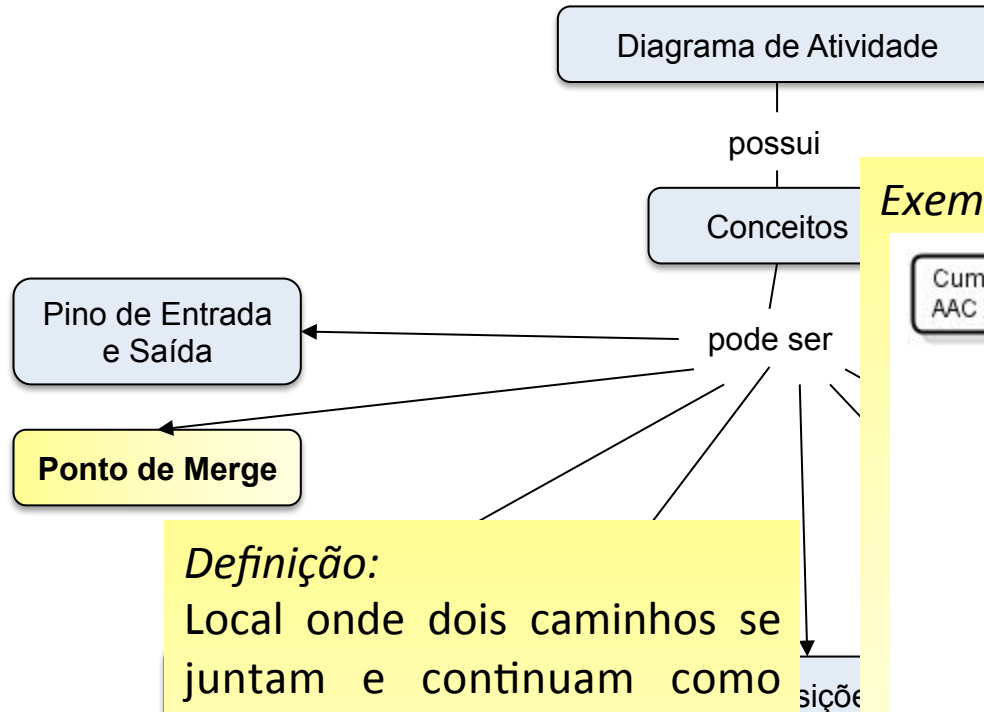 Diagrama de Atividade
possui
Conceitos
Pino de Entrada
e Saída
pode ser
Ponto de Merge
Definição:
Local onde dois caminhos se
juntam e continuam como
AAC